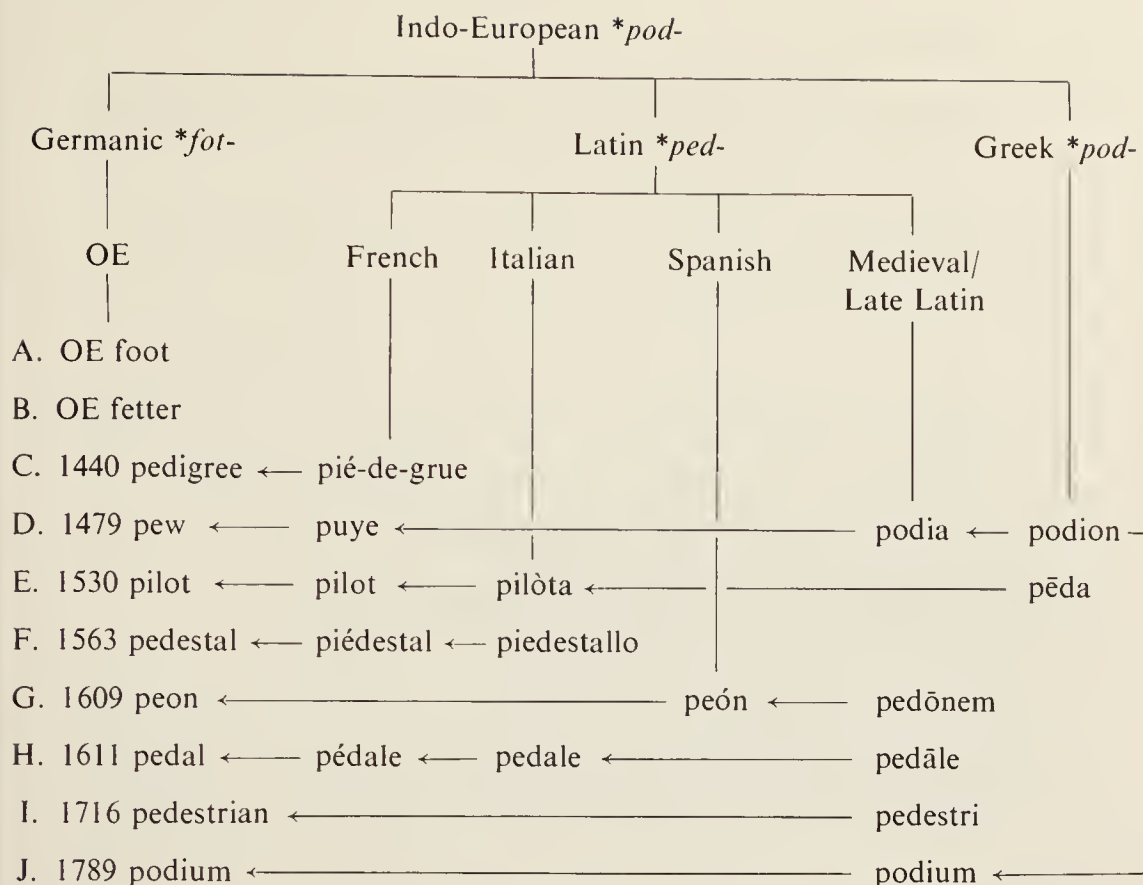 Indo-European *pod-
Germanic *fot- Latin *ped- Greek *pod-
OE French Italian Spanish Medieval/
Late Latin
A. OE foot
B. OE fetter
C. 1440 pedigree ← pié-de-grue
D. 1479 pew ← puye ← podia ← podion
E. 1530 pilot ← pilot ← pilòta ← pēda
F. 1563 pedestal ← piédestal ← piedestallo
G. 1609 peon ← peón ← pedōnem
H. 1611 pedal ← pédale ← pedale ← pedāle
I. 1716 pedestrian ← pedestri
J. 1789 podium ← podium ←